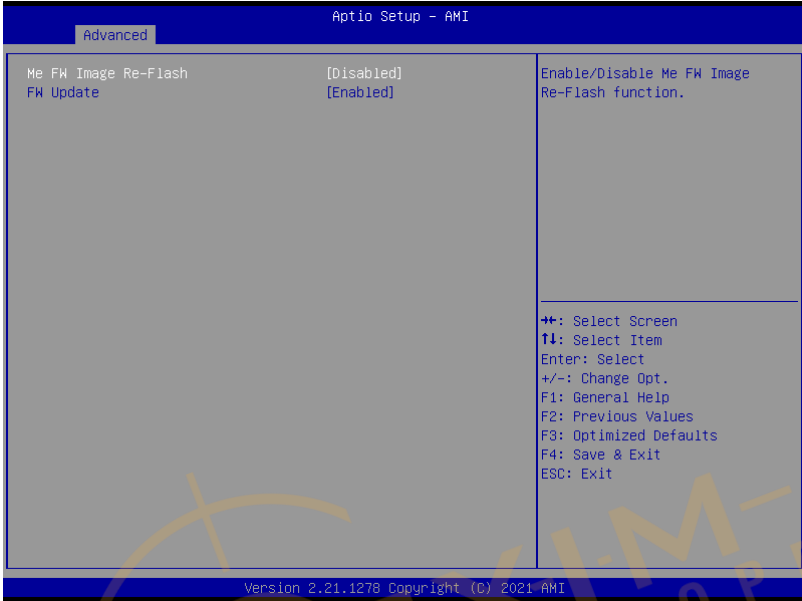 Aptio Setup - AMI
Advanced
Me FW Image Re-Flash [Disabled]
FW Update [Enabled]
Enable/Disable Me FW Image
Re-Flash function.
→←: Select Screen
↑↓: Select Item
Enter: Select
+/-: Change Opt.
F1: General Help
F2: Previous Values
F3: Optimized Defaults
F4: Save & Exit
ESC: Exit
Version 2.21.1278 Copyright (C) 2021 AMI